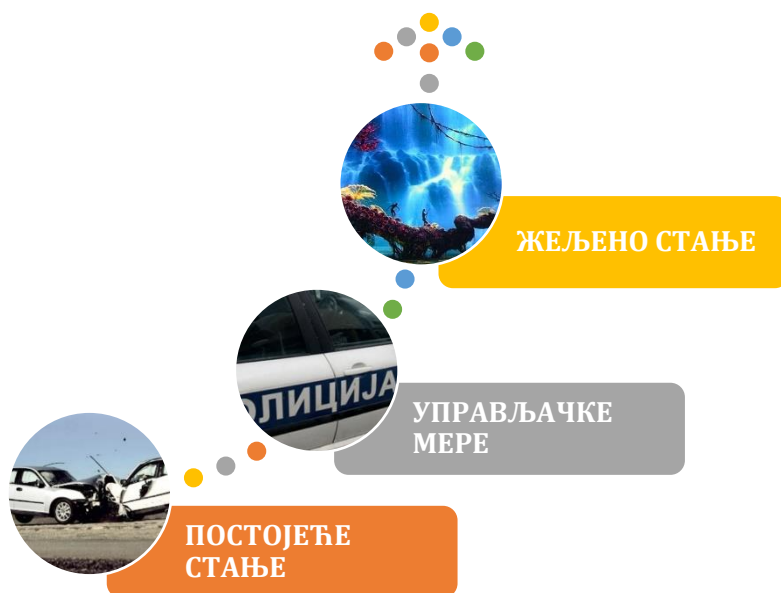 ЖЕЉЕНО СТАЊЕ
ОЛИЦИЈА
УПРАВЉАЧКЕ
МЕРЕ
ПОСТОЈЕЋЕ
СТАЊЕ